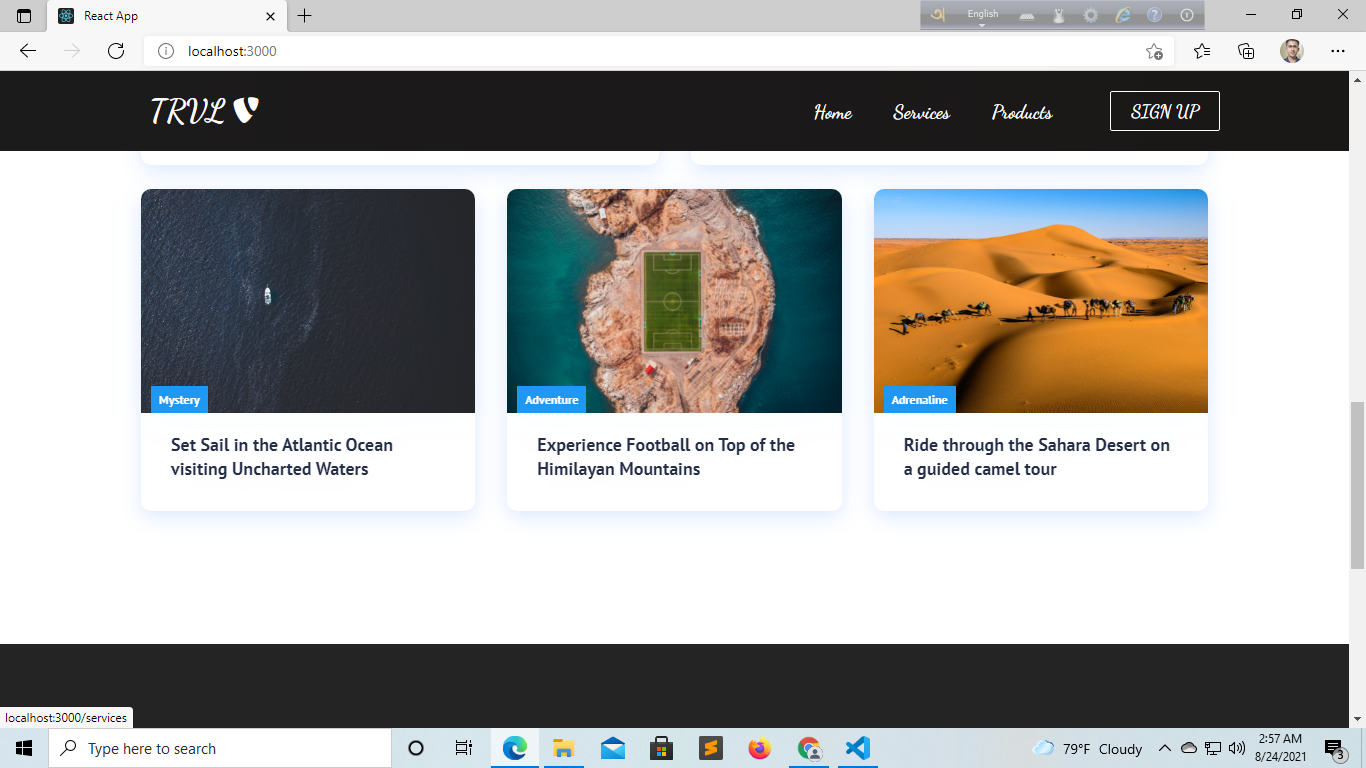 React App
English
localhost:3000
TRVL
Home
Services
Products
SIGN UP
Mystery
Adventure
Adrenaline
Set Sail in the Atlantic Ocean
visiting Uncharted Waters
Experience Football on Top of the
Himilayan Mountains
Ride through the Sahara Desert on
a guided camel tour
localhost:3000/services
Type here to search
79°F Cloudy
2:57 AM
8/24/2021
3